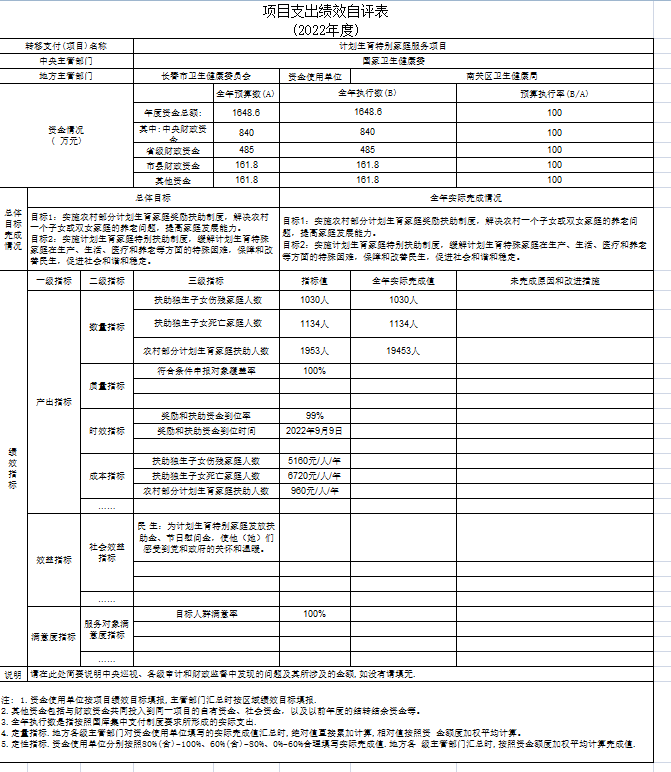 项目支出绩效自评表
(2022年度)
转移支付(项目)名称 计划生育特别家庭服务项目
中央主管部门 国家卫生健康委
地方主管部门 长春市卫生健康委员会 资金使用单位 南关区卫生健康局
资金情况
( 万元)
全年预算数(A) 全年执行数(B) 预算执行率(B/A)
年度资金总额: 1648.6 1648.6 100
其中:中央财政资金 840 840 100
省级财政资金 485 485 100
市县财政资金 161.8 161.8 100
其他资金 161.8 161.8 100
总体目标完成情况
总体目标 全年实际完成情况
目标1: 实施农村部分计划生育家庭奖励扶助制度, 解决农村
一个子女或双女家庭的养老问题, 提高家庭发展能力。
目标2: 实施计划生育家庭特别扶助制度, 缓解计划生育特殊
家庭在生产、生活、医疗和养老等方面的特殊困难, 保障和改
善民生, 促进社会和谐和稳定。
目标1: 实施农村部分计划生育家庭奖励扶助制度, 解决农村一个子女或双女家庭的养老问
题, 提高家庭发展能力。
目标2: 实施计划生育家庭特别扶助制度, 缓解计划生育特殊家庭在生产、生活、医疗和养老
等方面的特殊困难, 保障和改善民生, 促进社会和谐和稳定。
绩效指标
一级指标 二级指标 三级指标 指标值 全年实际完成值 未完成原因和改进措施
产出指标
数量指标
扶助独生子女伤残家庭人数 1030人 1030人
扶助独生子女死亡家庭人数 1134人 1134人
农村部分计划生育家庭扶助人数 1953人 19453人
质量指标
符合条件申报对象覆盖率 100%
时效指标
奖励和扶助资金到位率 99%
奖励和扶助资金到位时间 2022年9月9日
成本指标
扶助独生子女伤残家庭人数 5160元/人/年
扶助独生子女死亡家庭人数 6720元/人/年
农村部分计划生育家庭扶助人数 960元/人/年
……
效益指标
社会效益
指标
民 生: 为计划生育特别家庭发放扶
助金、节日慰问金, 使他(她)们
感受到党和政府的关怀和温暖。
……
满意度指标
服务对象满
意度指标
目标人群满意率 100%
……
说明 请在此处简要说明中央巡视、各级审计和财政监督中发现的问题及其所涉及的金额,如没有请填无.
注: 1.资金使用单位按项目绩效目标填报,主管部门汇总时按区域绩效目标填报.
2.其他资金包括与财政资金共同投入到同一项目的自有资金、社会资金, 以及以前年度的结转结余资金等。
3.全年执行数是指按照国库集中支付制度要求所形成的实际支出.
4.定量指标.地方各级主管部门对资金使用单位填写的实际完成值汇总时,绝对值直接累加计算,相对值按照资 金额度加权平均计算。
5.定性指标.资金使用单位分别按照80%(含)-100%、60%(含)-80%、0%-60%合理填写实际完成值.地方各 级主管部门汇总时,按照资金额度加权平均计算完成值.